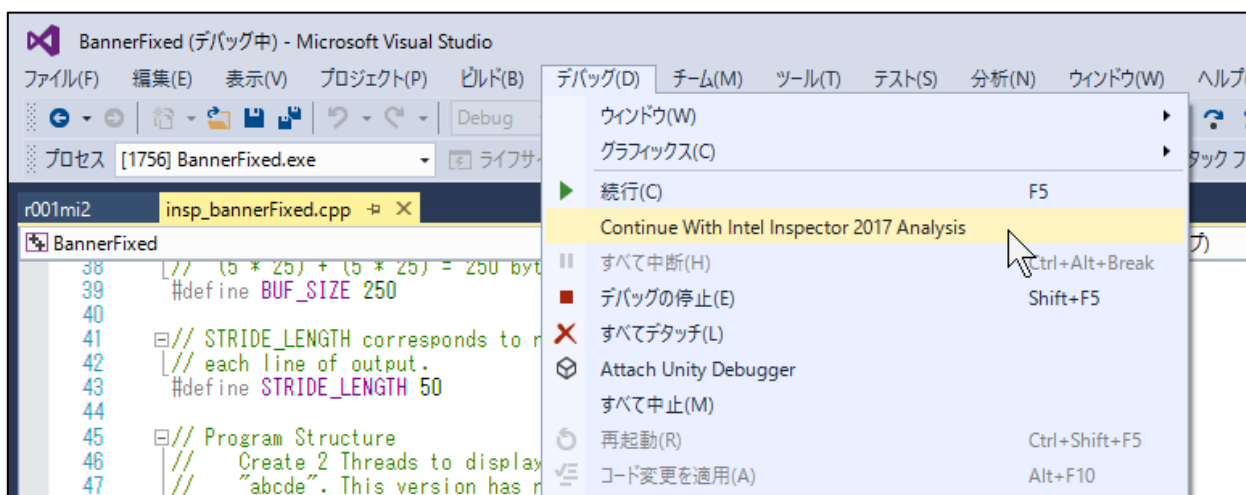 BannerFixed (デバッグ中) - Microsoft Visual Studio
ファイル(F) 編集(E) 表示(V) プロジェクト(P) ビルド(B) デバッグ(D) チーム(M) ツール(T) テスト(S) 分析(N) ウィンドウ(W) ヘルプ
Debug
プロセス [1756] BannerFixed.exe ライフサイ
タック フ
ウィンドウ(W)
グラフィックス(C)
続行(C) F5
Continue With Intel Inspector 2017 Analysis
すべて中断(H) Ctrl+Alt+Break
デバッグの停止(E) Shift+F5
すべてデタッチ(L)
Attach Unity Debugger
すべて中止(M)
再起動(R) Ctrl+Shift+F5
コード変更を適用(A) Alt+F10
r001mi2 insp_bannerFixed.cpp
BannerFixed
プ)
38 // (5 * 25) + (5 * 25) = 250 byt
39 #define BUF_SIZE 250
40
41 // STRIDE_LENGTH corresponds to r
42 // each line of output.
43 #define STRIDE_LENGTH 50
44
45 // Program Structure
46 // Create 2 Threads to display
47 // "abcde". This version has r